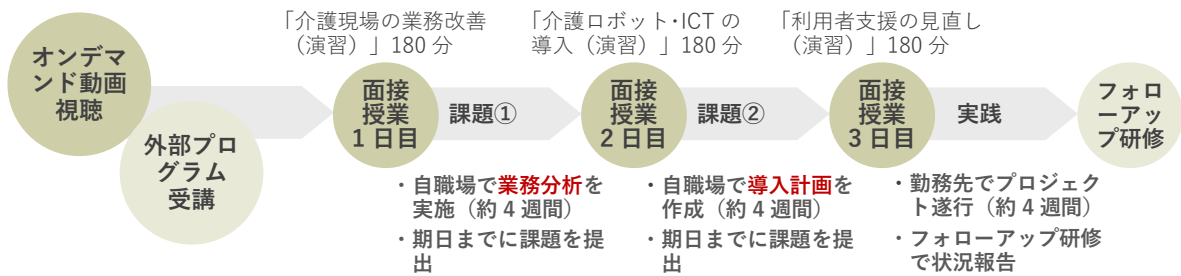 オンデマ
ンド動画
視聴
外部プロ
グラム
受講
「介護現場の業務改善
（演習）」180 分
面接
授業
1 日目
課題①
・自職場で業務分析を
実施（約 4 週間）
・期日までに課題を提
出
「介護ロボット・ICT の
導入（演習）」180 分
面接
授業
2 日目
課題②
・自職場で導入計画を
作成（約 4 週間）
・期日までに課題を提
出
「利用者支援の見直し
（演習）」180 分
面接
授業
3 日目
実践
・勤務先でプロジェク
ト遂行（約 4 週間）
・フォローアップ研修
で状況報告
フォロ
ーアッ
プ研修